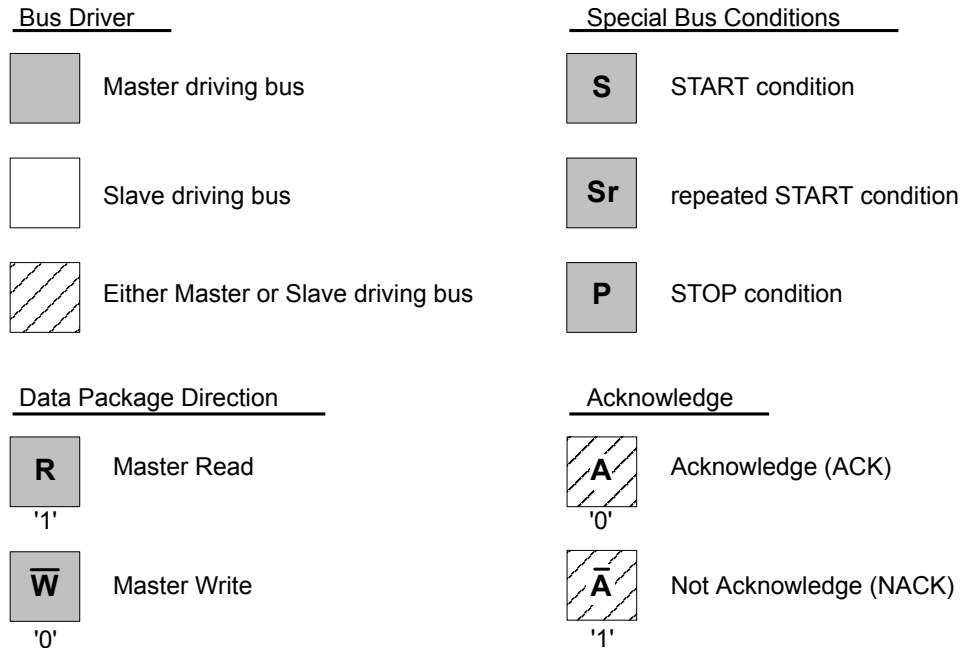 Bus Driver
Master driving bus
Slave driving bus
Either Master or Slave driving bus
Special Bus Conditions
S START condition
Sr repeated START condition
P STOP condition
Data Package Direction
R Master Read
'1'
W̅ Master Write
'0'
Acknowledge
A Acknowledge (ACK)
'0'
A̅ Not Acknowledge (NACK)
'1'